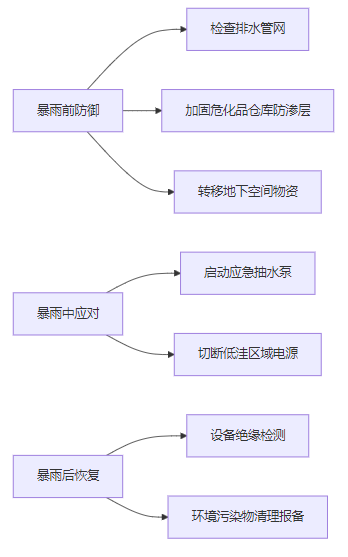 暴雨前防御
检查排水管网
加固危化品仓库防渗层
转移地下空间物资
暴雨中应对
启动应急抽水泵
切断低洼区域电源
暴雨后恢复
设备绝缘检测
环境污染物清理报备